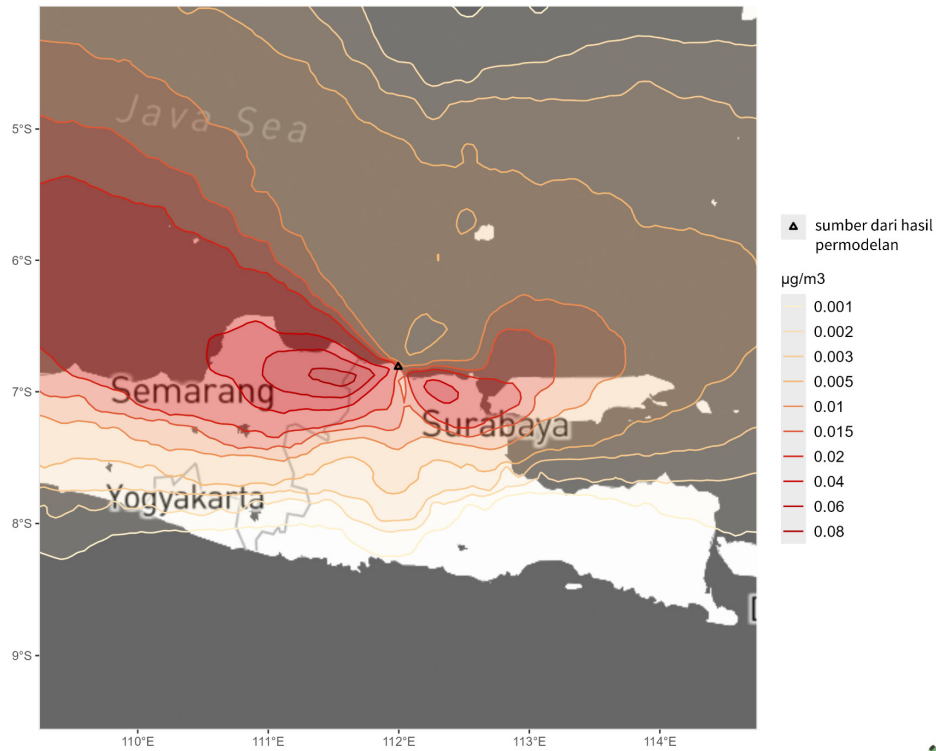 Java Sea
5°S
6°S
7°S
8°S
9°S
Semarang
Surabaya
Yogyakarta
110°E
111°E
112°E
113°E
114°E
sumber dari hasil
permodelan
µg/m3
0.001
0.002
0.003
0.005
0.01
0.015
0.02
0.04
0.06
0.08